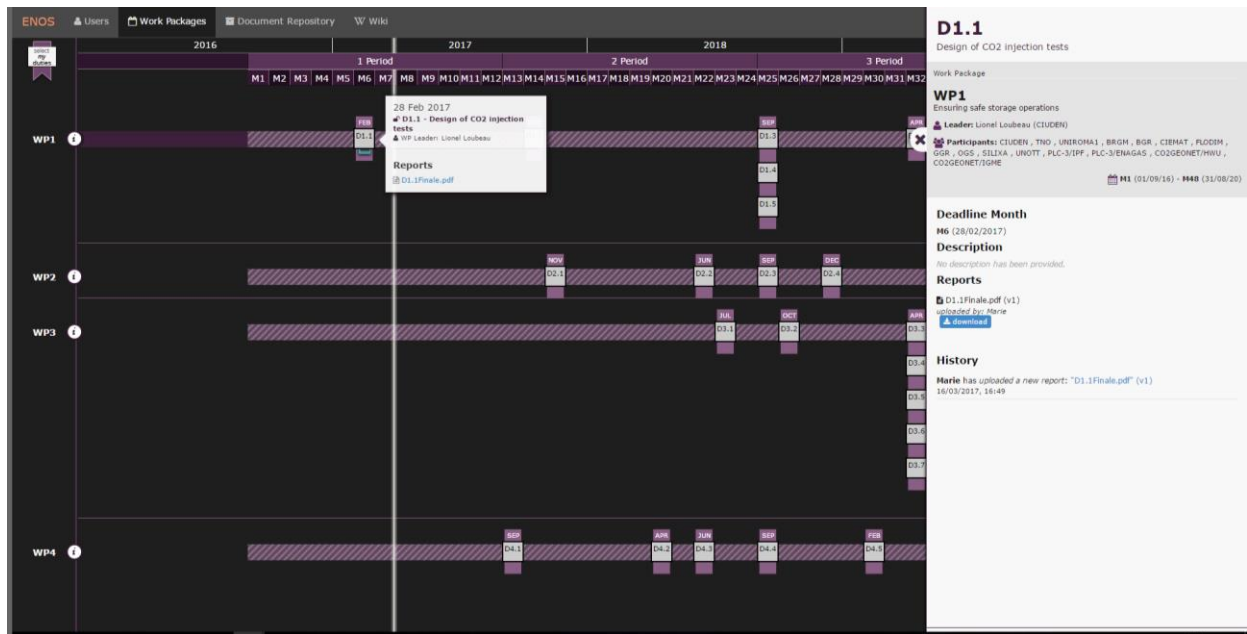 ENOS Users Work Packages Document Repository Wiki
select
my
duties
2016 2017 2018
1 Period 2 Period 3 Period
M1 M2 M3 M4 M5 M6 M7 M8 M9 M10 M11 M12 M13 M14 M15 M16 M17 M18 M19 M20 M21 M22 M23 M24 M25 M26 M27 M28 M29 M30 M31 M32
FEB SEP APR
WP1 D1.1 D1.3
D1.4
D1.5
28 Feb 2017
D1.1 - Design of CO2 injection
tests
WP Leader: Lionel Loubeau
Reports
D1.1Finale.pdf
NOV JUN SEP DEC
WP2 D2.1 D2.2 D2.3 D2.4
JUL OCT APR
WP3 D3.1 D3.2 D3.3
D3.4
D3.5
D3.6
D3.7
SEP APR JUN SEP FEB
WP4 D4.1 D4.2 D4.3 D4.4 D4.5
D1.1
Design of CO2 injection tests
Work Package
WP1
Ensuring safe storage operations
Leader: Lionel Loubeau (CIUDEN)
Participants: CIUDEN , TNO , UNIROMA1 , BRGM , BGR , CIEMAT , FLODIM ,
GGR , OGS , SILIXA , UNOTT , PLC-3/IPF , PLC-3/ENAGAS , CO2GEONET/HWU ,
CO2GEONET/IGME
M1 (01/09/16) - M48 (31/08/20)
Deadline Month
M6 (28/02/2017)
Description
No description has been provided.
Reports
D1.1Finale.pdf (v1)
uploaded by: Marie
download
History
Marie has uploaded a new report: "D1.1Finale.pdf" (v1)
16/03/2017, 16:49